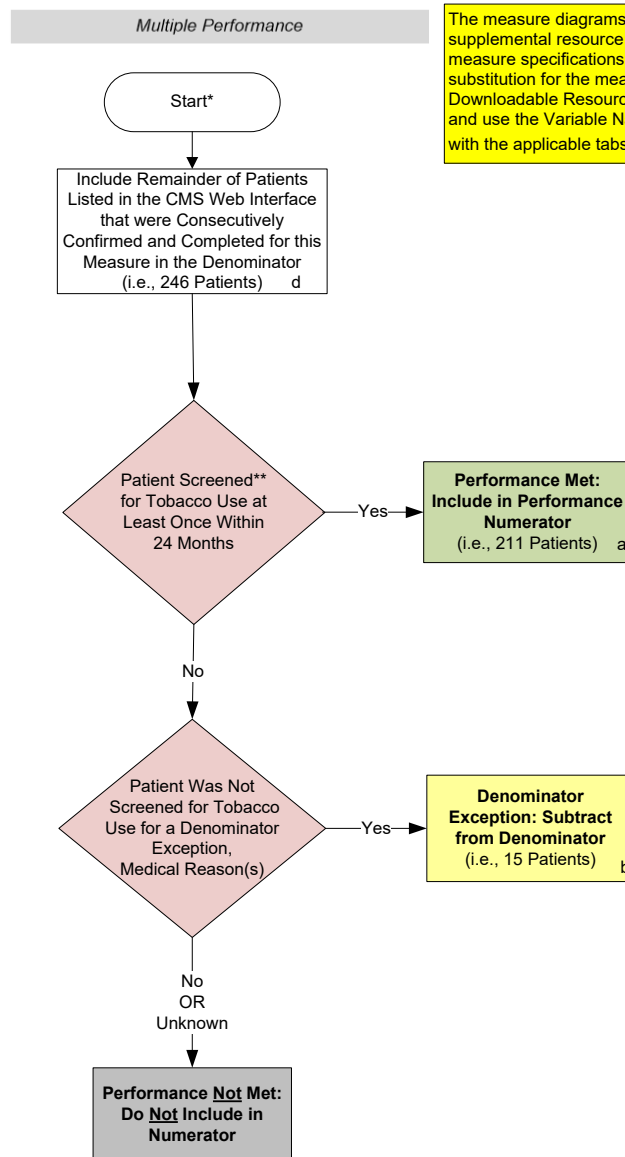 Multiple Performance
The measure diagrams
supplemental resource
measure specifications
substitution for the mea
Downloadable Resourc
and use the Variable N
with the applicable tabs
Start*
Include Remainder of Patients
Listed in the CMS Web Interface
that were Consecutively
Confirmed and Completed for this
Measure in the Denominator
(i.e., 246 Patients) d
Patient Screened**
for Tobacco Use at
Least Once Within
24 Months
Yes
Performance Met:
Include in Performance
Numerator
(i.e., 211 Patients) a
No
Patient Was Not
Screened for Tobacco
Use for a Denominator
Exception,
Medical Reason(s)
Yes
Denominator
Exception: Subtract
from Denominator
(i.e., 15 Patients) b
No
OR
Unknown
Performance Not Met:
Do Not Include in
Numerator